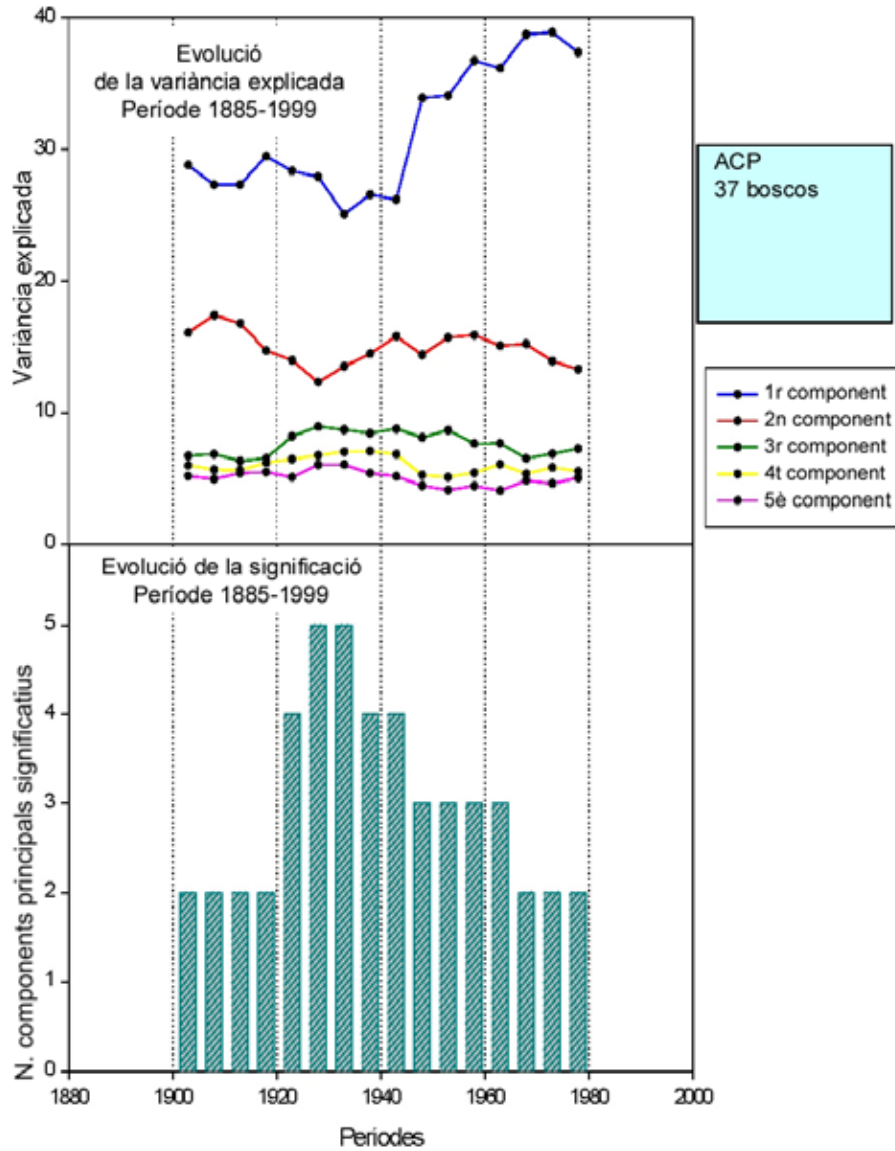 Evolució
de la variància explicada
Període 1885-1999
Variància explicada
40
30
20
10
0
ACP
37 boscos
1r component
2n component
3r component
4t component
5è component
Evolució de la significació
Període 1885-1999
N. components principals significatius
5
4
3
2
1
0
1880 1900 1920 1940 1960 1980 2000
Períodes